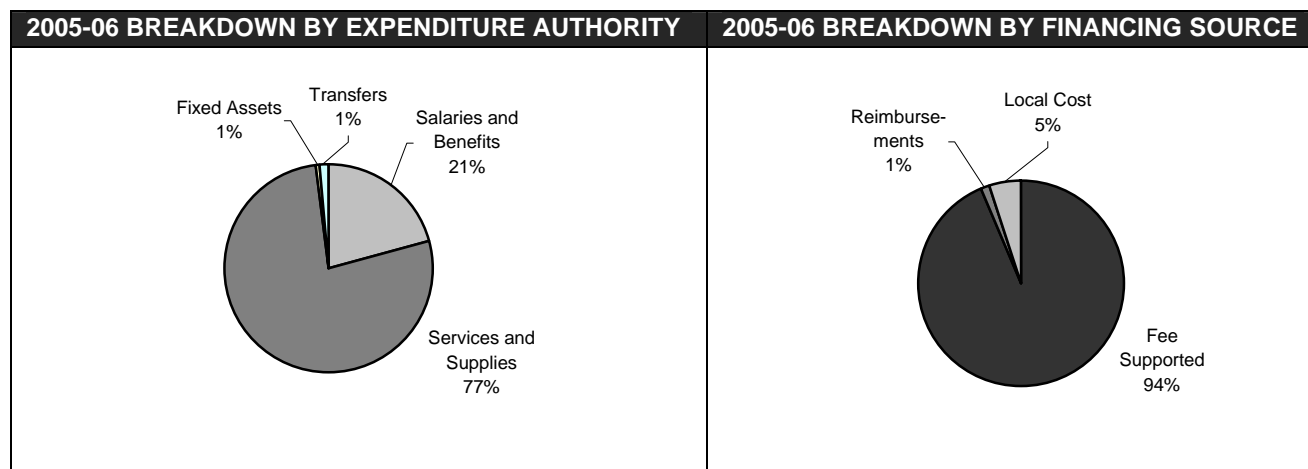 2005-06 BREAKDOWN BY EXPENDITURE AUTHORITY
Fixed Assets
1%
Transfers
1%
Salaries and
Benefits
21%
Services and
Supplies
77%
2005-06 BREAKDOWN BY FINANCING SOURCE
Reimburse-
ments
1%
Local Cost
5%
Fee
Supported
94%